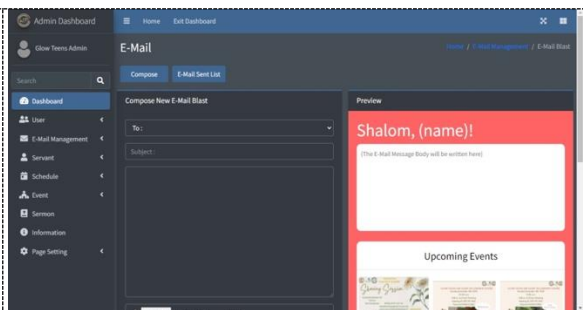 Admin Dashboard
Home Exit Dashboard
Glow Teens Admin
E-Mail
Home / E-Mail Management / E-Mail Blast
Search
Compose
E-Mail Sent List
Dashboard
User
E-Mail Management
Servant
Schedule
Event
Sermon
Information
Page Setting
Compose New E-Mail Blast
To :
Subject :
Preview
Shalom, (name)!
(The E-Mail Message Body will be written here)
Upcoming Events
Sharing Session